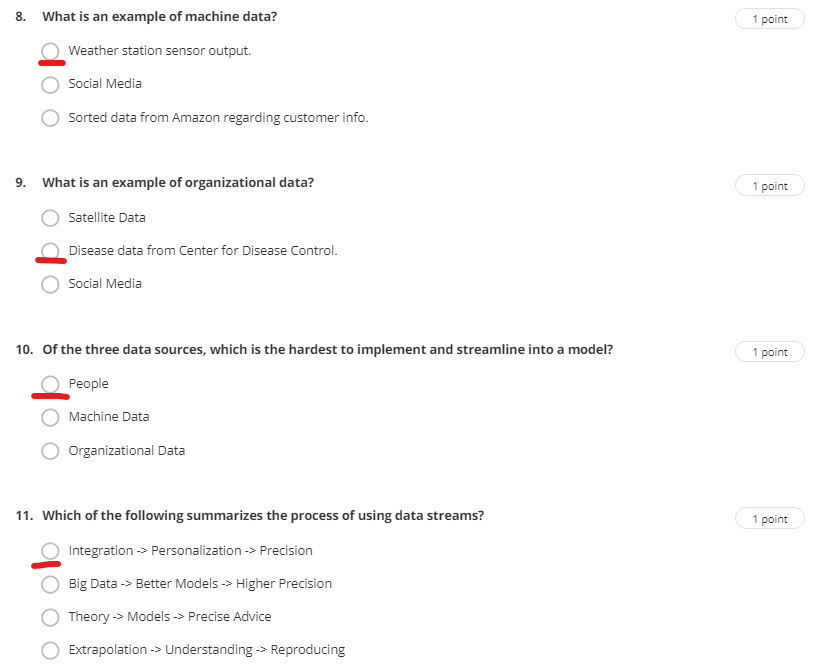 8. What is an example of machine data? 1 point
Weather station sensor output.
Social Media
Sorted data from Amazon regarding customer info.
9. What is an example of organizational data? 1 point
Satellite Data
Disease data from Center for Disease Control.
Social Media
10. Of the three data sources, which is the hardest to implement and streamline into a model? 1 point
People
Machine Data
Organizational Data
11. Which of the following summarizes the process of using data streams? 1 point
Integration -> Personalization -> Precision
Big Data -> Better Models -> Higher Precision
Theory -> Models -> Precise Advice
Extrapolation -> Understanding -> Reproducing